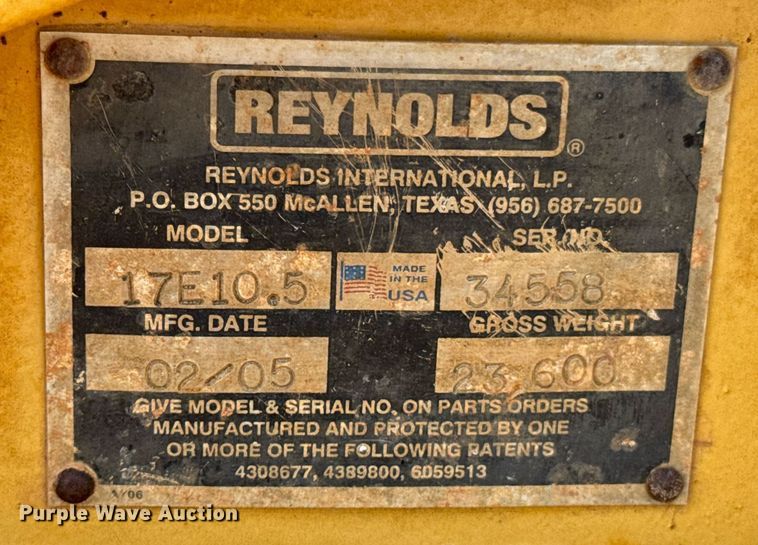 REYNOLDS®
REYNOLDS INTERNATIONAL, L.P.
P.O. BOX 550 McALLEN, TEXAS (956) 687-7500
MODEL SER. NO.
17E10.5 MADE IN THE USA 34558
MFG. DATE GROSS WEIGHT
02/05 23 600
GIVE MODEL & SERIAL NO. ON PARTS ORDERS
MANUFACTURED AND PROTECTED BY ONE
OR MORE OF THE FOLLOWING PATENTS
4308677, 4389800, 6059513
Purple Wave Auction